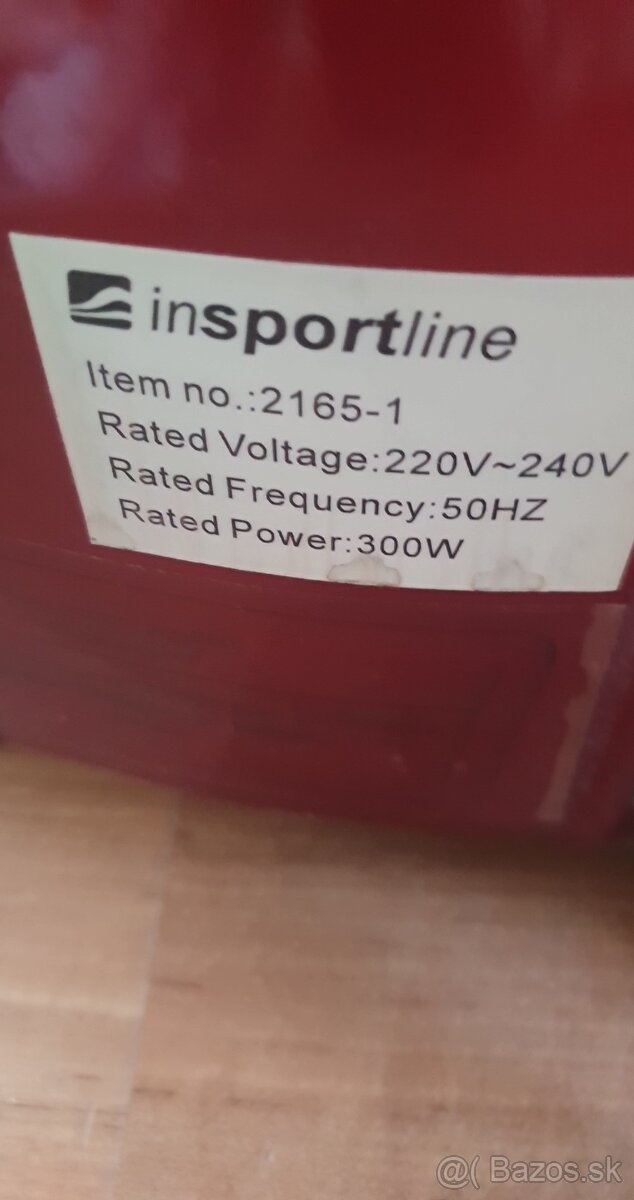 insportline
Item no.:2165-1
Rated Voltage:220V~240V
Rated Frequency:50HZ
Rated Power:300W
@( Bazos.sk